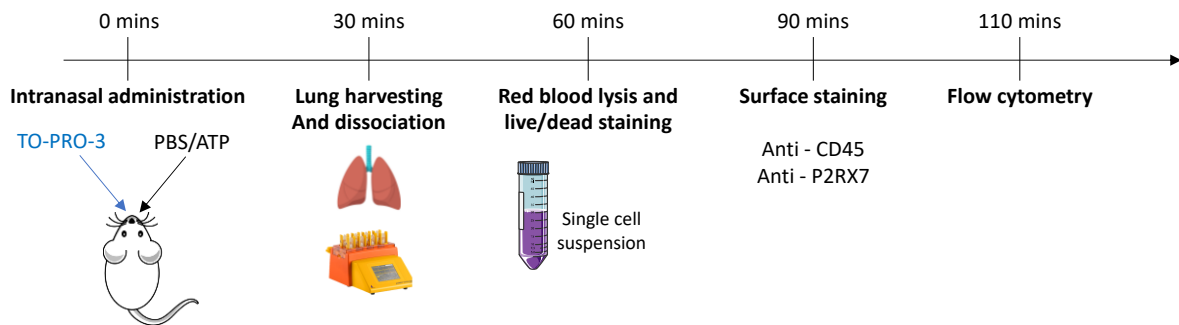 0 mins
30 mins
60 mins
90 mins
110 mins
Intranasal administration
Lung harvesting
And dissociation
Red blood lysis and
live/dead staining
Surface staining
Flow cytometry
TO-PRO-3
PBS/ATP
Single cell
suspension
Anti - CD45
Anti - P2RX7